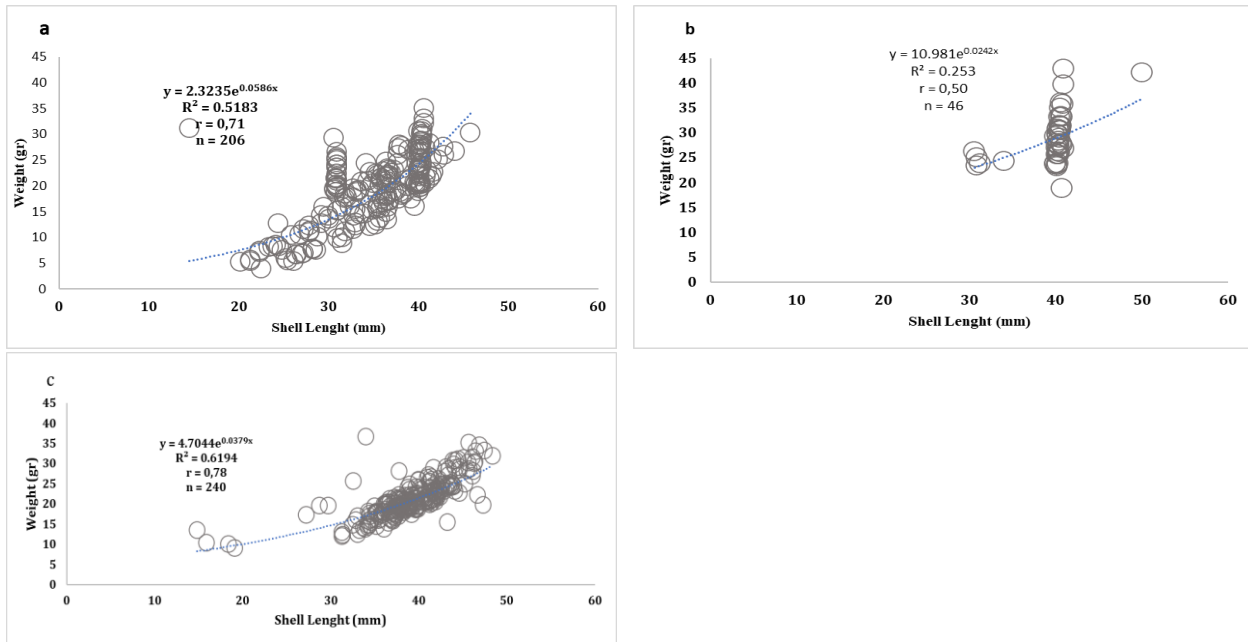 a
45
40
35
30
25
20
15
10
5
0
Weight (gr)
y = 2.3235e^0.0586x
R² = 0.5183
r = 0,71
n = 206
0 10 20 30 40 50 60
Shell Lenght (mm)
b
45
40
35
30
25
20
15
10
5
0
Weight (gr)
y = 10.981e^0.0242x
R² = 0.253
r = 0,50
n = 46
0 10 20 30 40 50 60
Shell Lenght (mm)
c
45
40
35
30
25
20
15
10
5
0
Weight (gr)
y = 4.7044e^0.0379x
R² = 0.6194
r = 0,78
n = 240
0 10 20 30 40 50 60
Shell Lenght (mm)